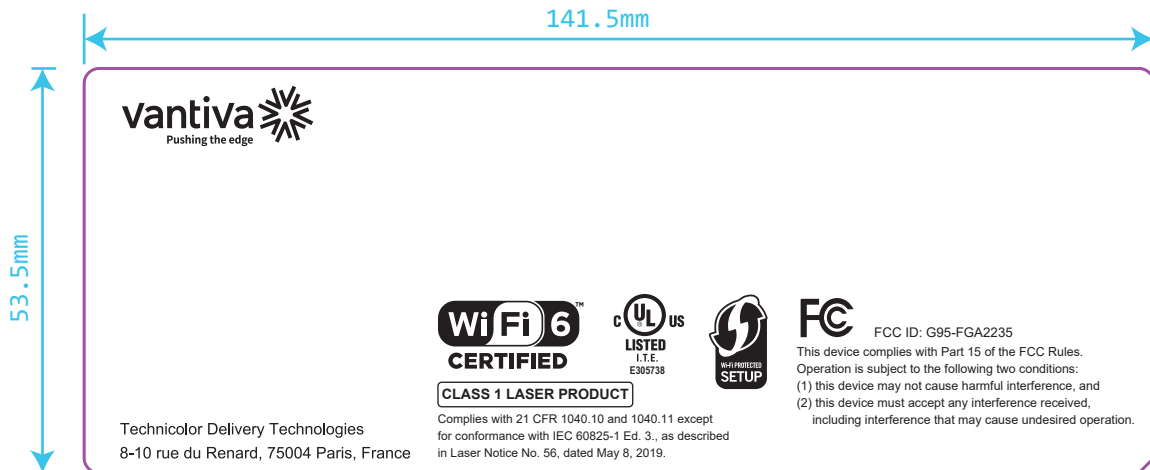 141.5mm
53.5mm
vantiva
Pushing the edge
Wi Fi 6™
CERTIFIED
C UL US
®
LISTED
I.T.E.
E305738
Wi-Fi PROTECTED
SETUP
FC
FCC ID: G95-FGA2235
This device complies with Part 15 of the FCC Rules.
Operation is subject to the following two conditions:
(1) this device may not cause harmful interference, and
(2) this device must accept any interference received,
including interference that may cause undesired operation.
CLASS 1 LASER PRODUCT
Complies with 21 CFR 1040.10 and 1040.11 except
for conformance with IEC 60825-1 Ed. 3., as described
in Laser Notice No. 56, dated May 8, 2019.
Technicolor Delivery Technologies
8-10 rue du Renard, 75004 Paris, France